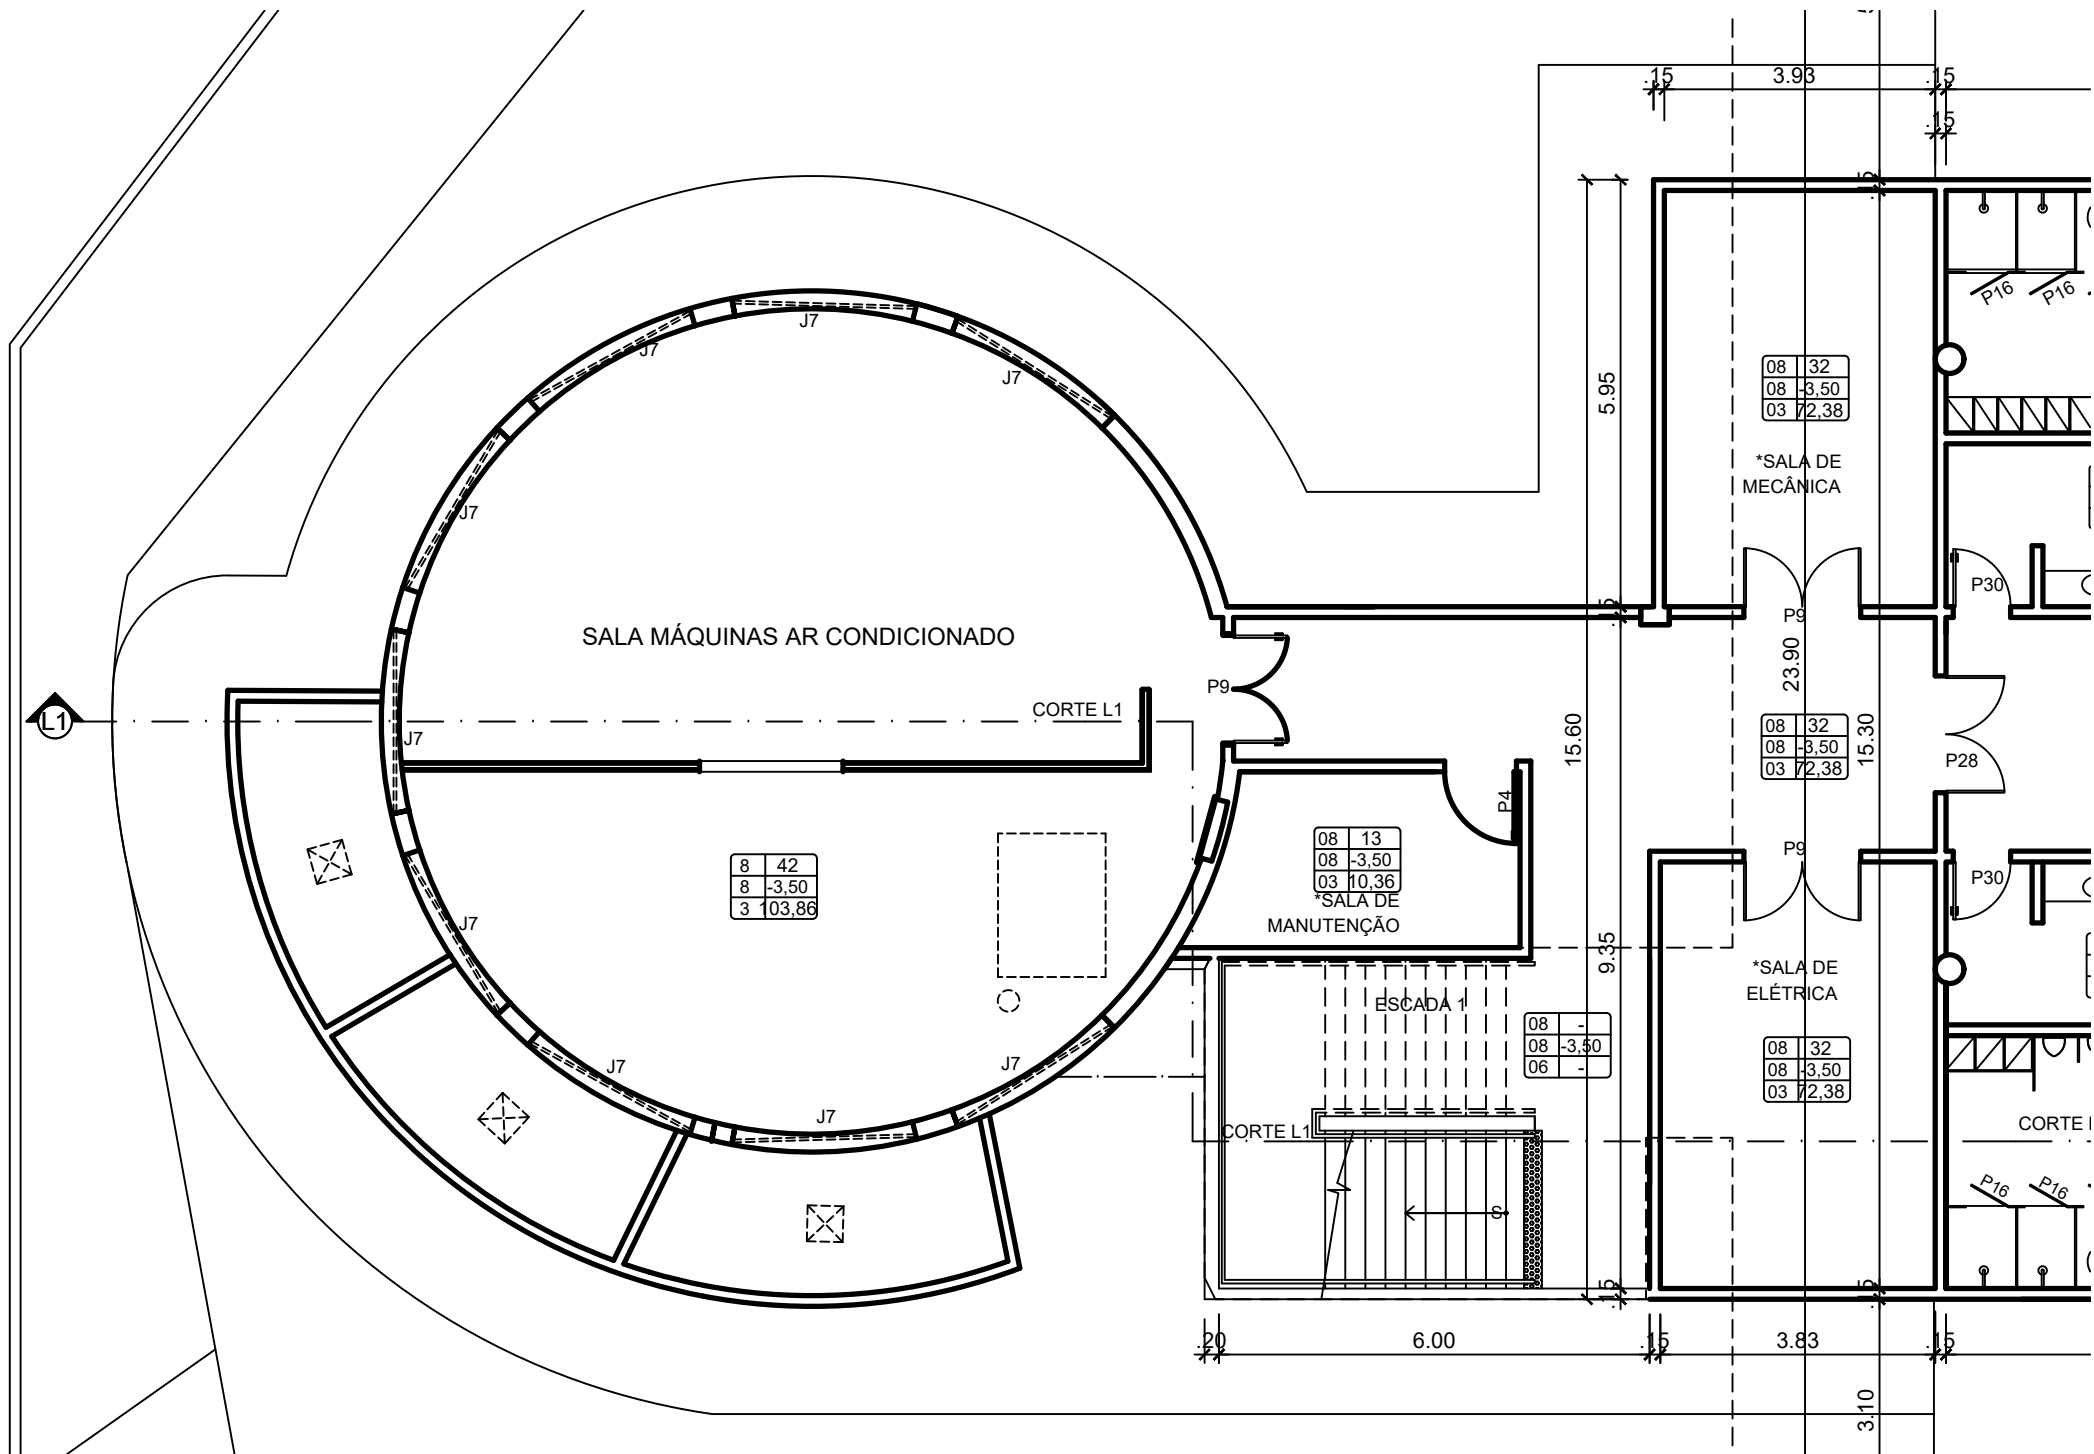 .15
3.93
.15
.15
.15
P16
P16
J7
J7
J7
5.95
08 32
08 -3,50
03 72,38
*SALA DE
MECÂNICA
J7
P30
.15
P9
SALA MÁQUINAS AR CONDICIONADO
23.90
P9
CORTE L1
L1
J7
15.60
08 32
08 -3,50
03 72,38
15.30
P28
P4
08 13
08 -3,50
03 10,36
*SALA DE
MANUTENÇÃO
P9
8 42
8 -3,50
3 103,86
P30
J7
9.35
*SALA DE
ELÉTRICA
ESCADA 1
08 -
08 -3,50
06 -
08 32
08 -3,50
03 72,38
J7
J7
J7
CORTE L1
CORTE
P16
P16
S
.15
.15
.20
6.00
.15
3.83
.15
3.10